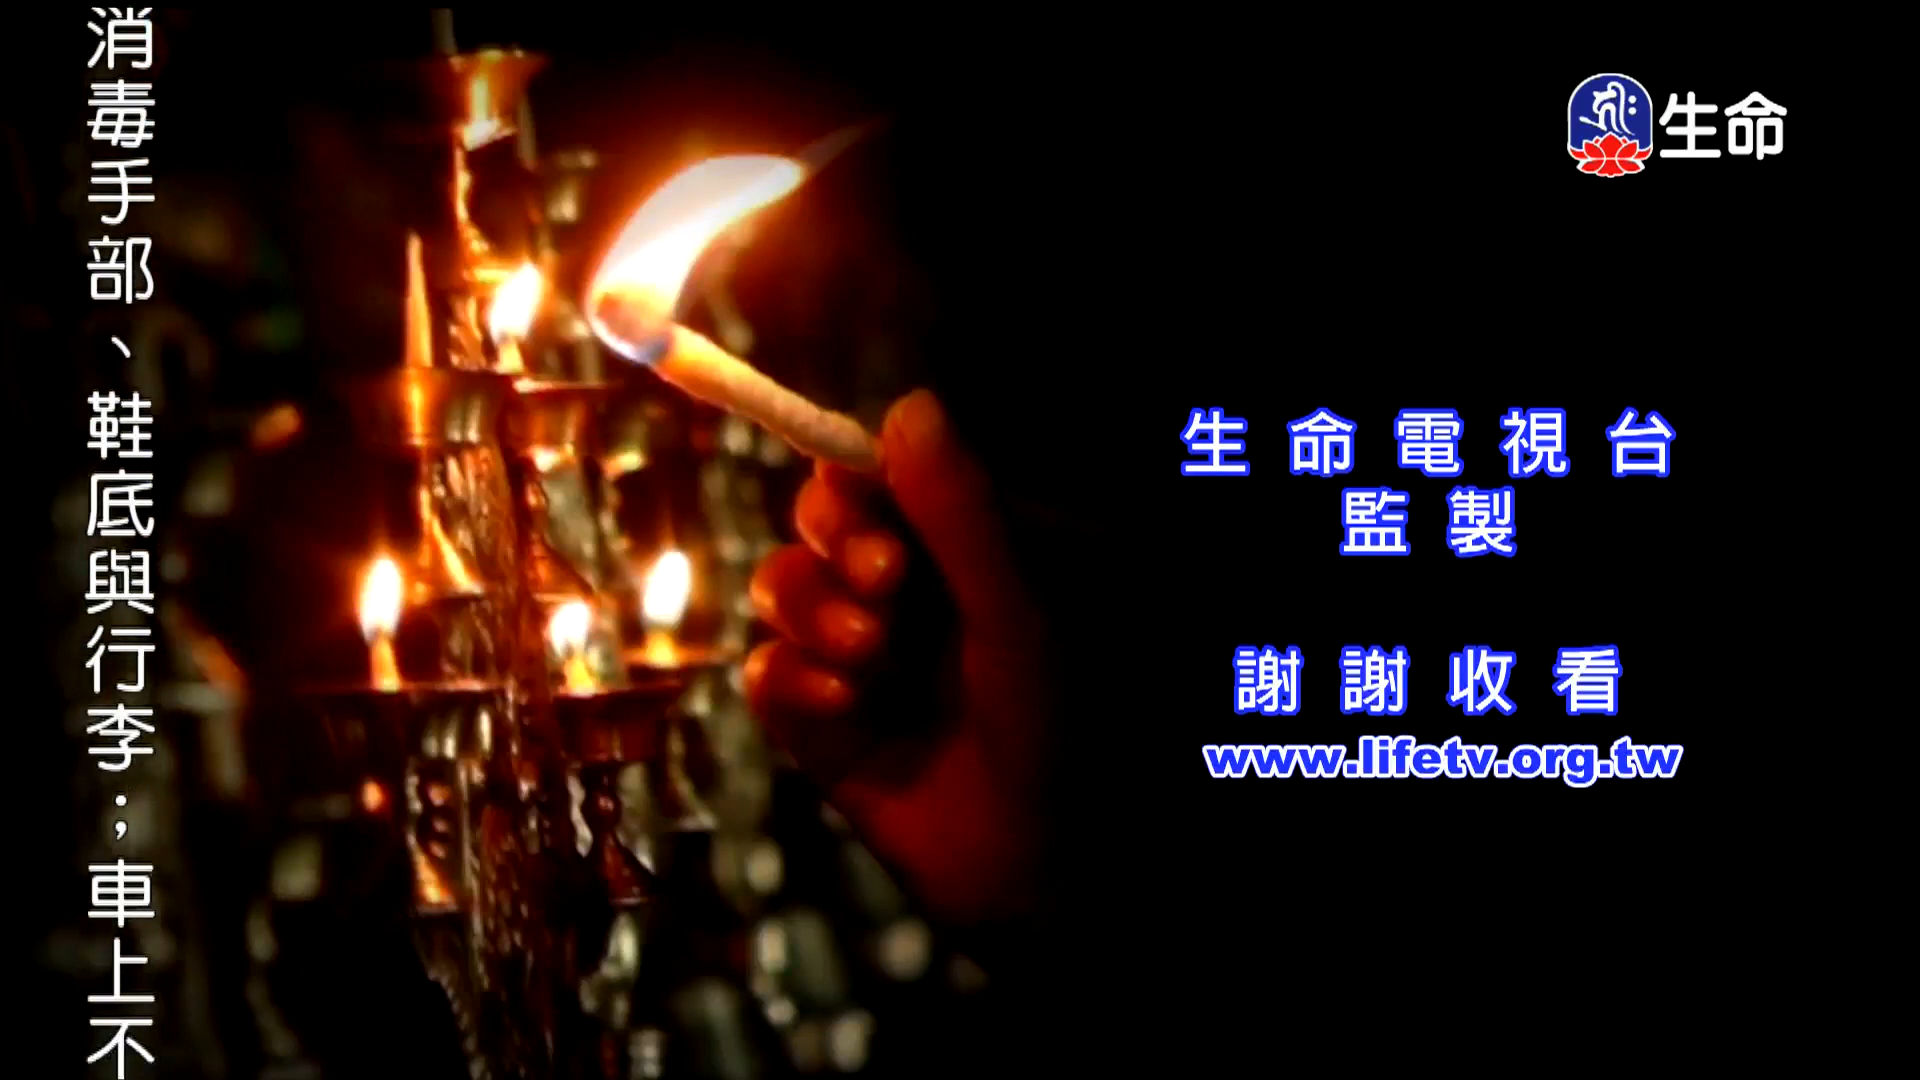 消毒手部、鞋底與行李；車上不
生命
生命電視台
監製
謝謝收看
www.lifetv.org.tw